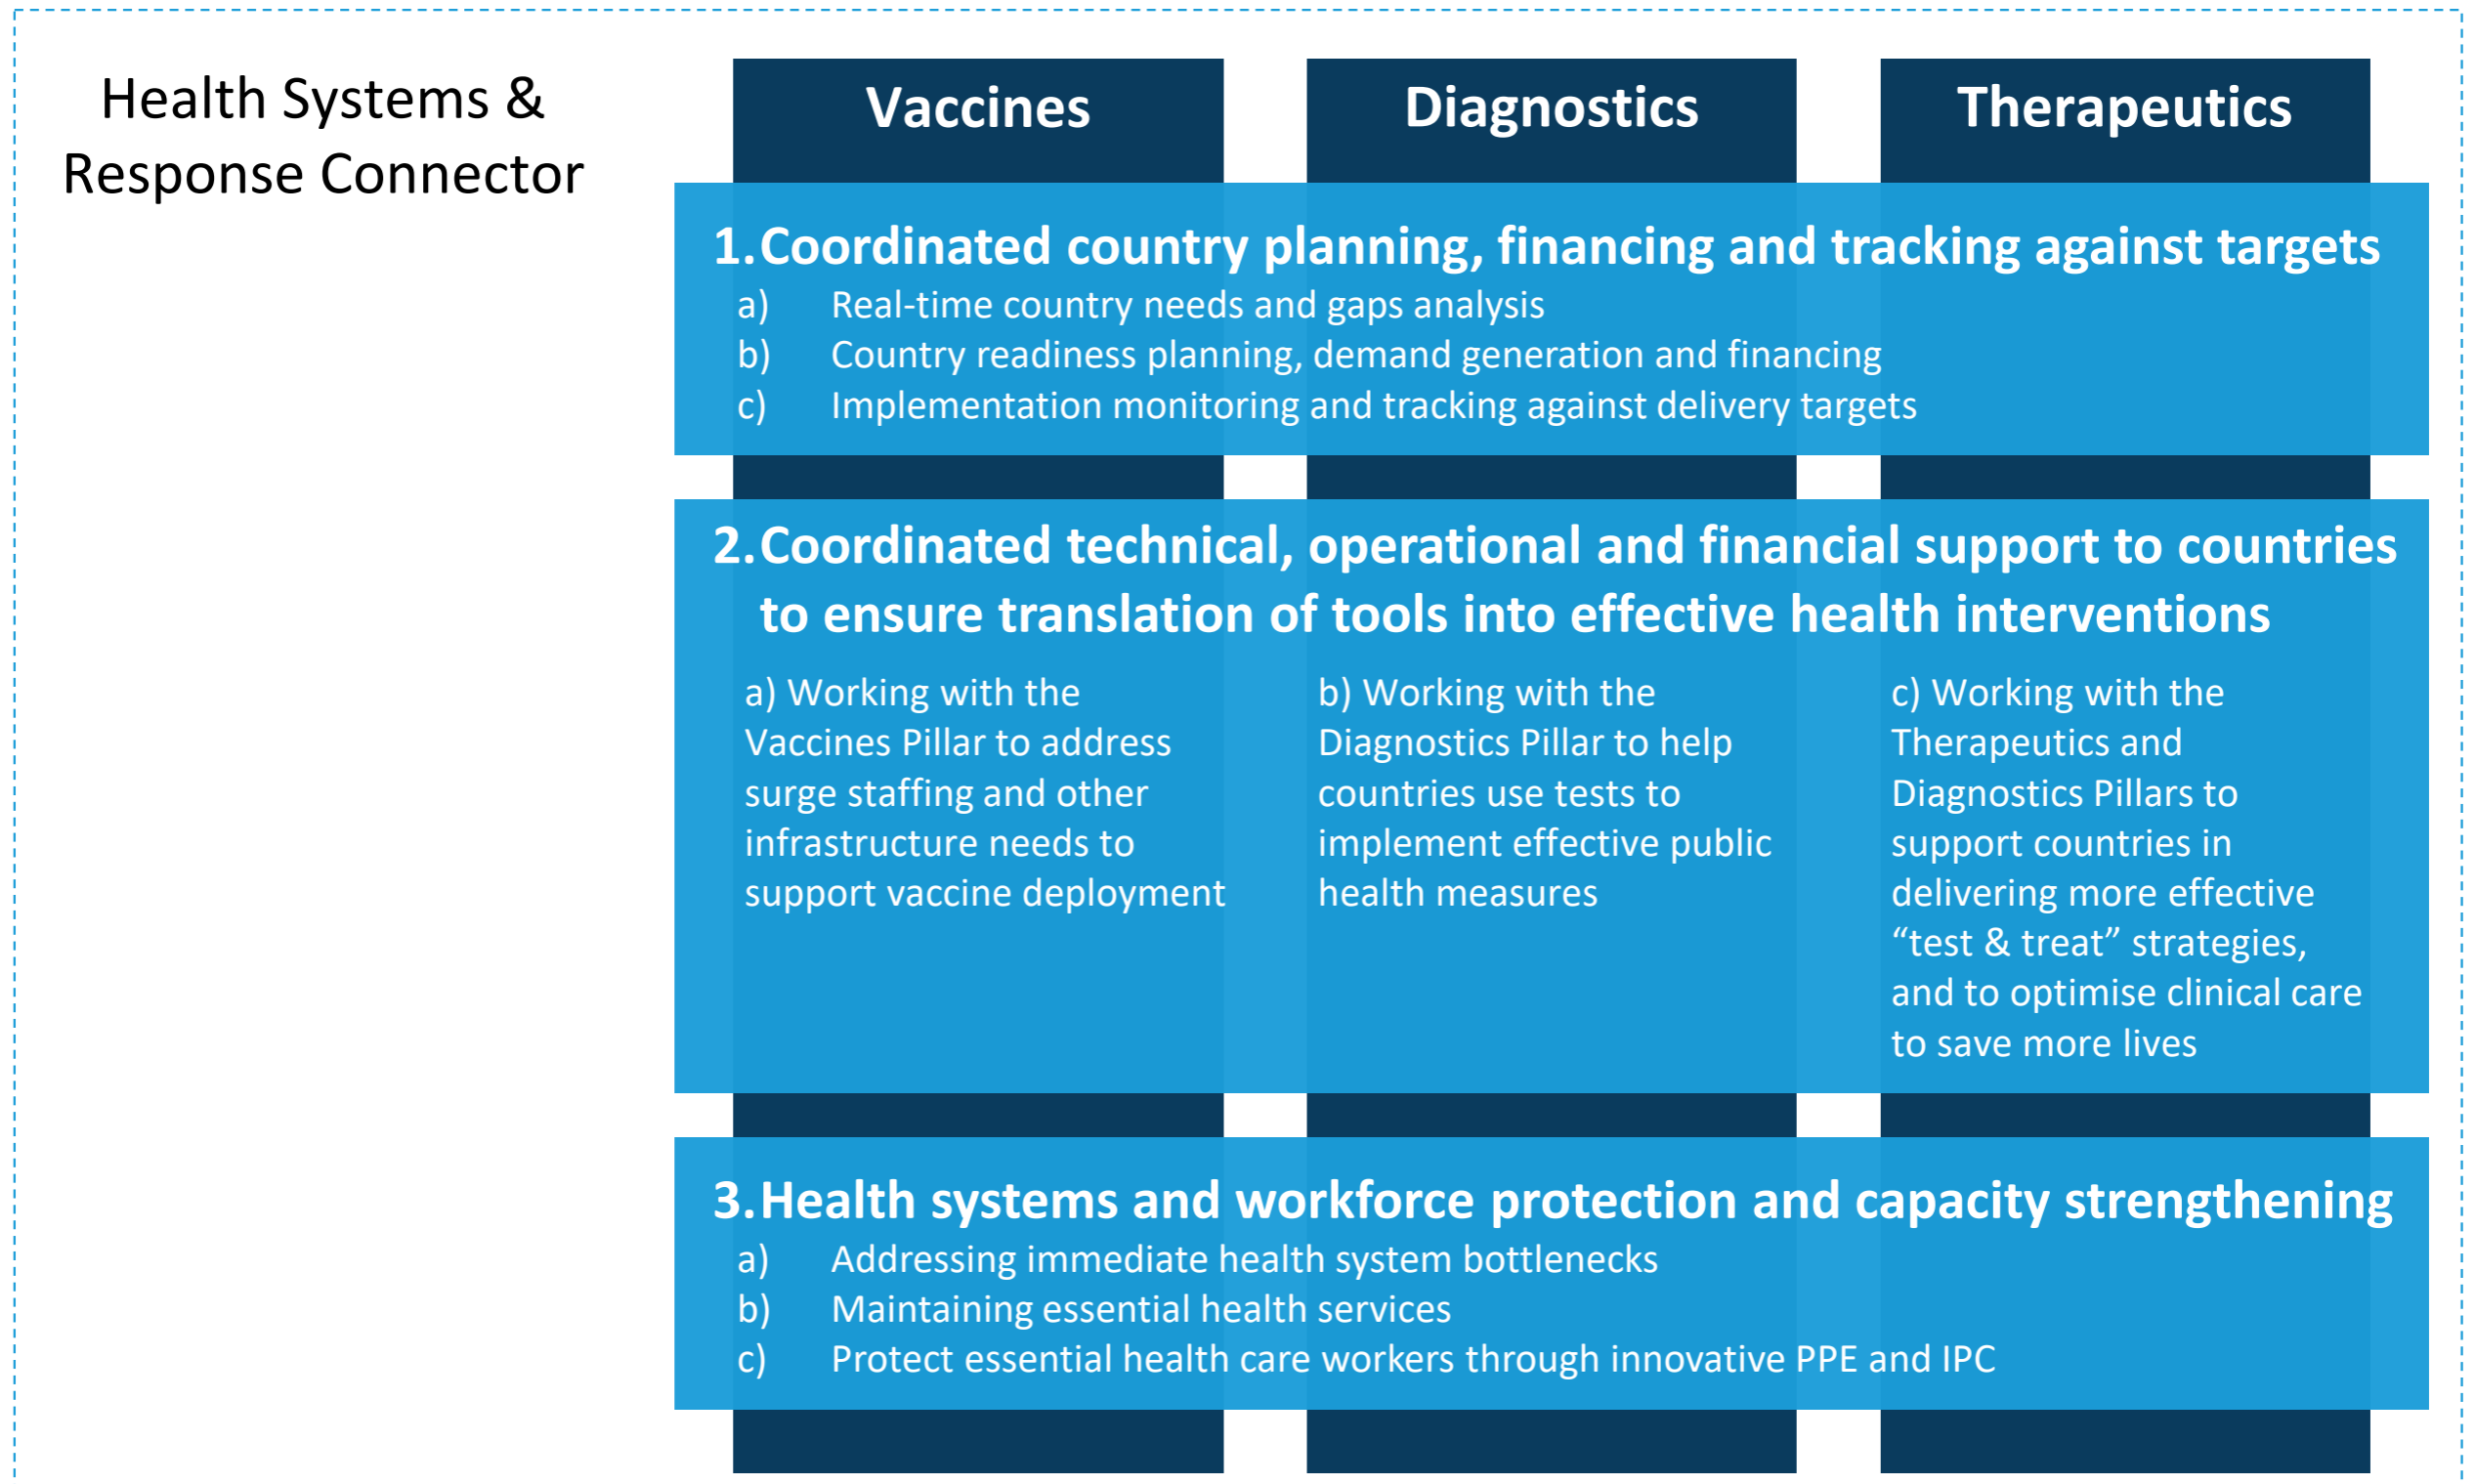 Health Systems &
Response Connector
Vaccines
Diagnostics
Therapeutics
1. Coordinated country planning, financing and tracking against targets
a) Real-time country needs and gaps analysis
b) Country readiness planning, demand generation and financing
c) Implementation monitoring and tracking against delivery targets
2. Coordinated technical, operational and financial support to countries
to ensure translation of tools into effective health interventions
a) Working with the
Vaccines Pillar to address
surge staffing and other
infrastructure needs to
support vaccine deployment
b) Working with the
Diagnostics Pillar to help
countries use tests to
implement effective public
health measures
c) Working with the
Therapeutics and
Diagnostics Pillars to
support countries in
delivering more effective
“test & treat” strategies,
and to optimise clinical care
to save more lives
3. Health systems and workforce protection and capacity strengthening
a) Addressing immediate health system bottlenecks
b) Maintaining essential health services
c) Protect essential health care workers through innovative PPE and IPC